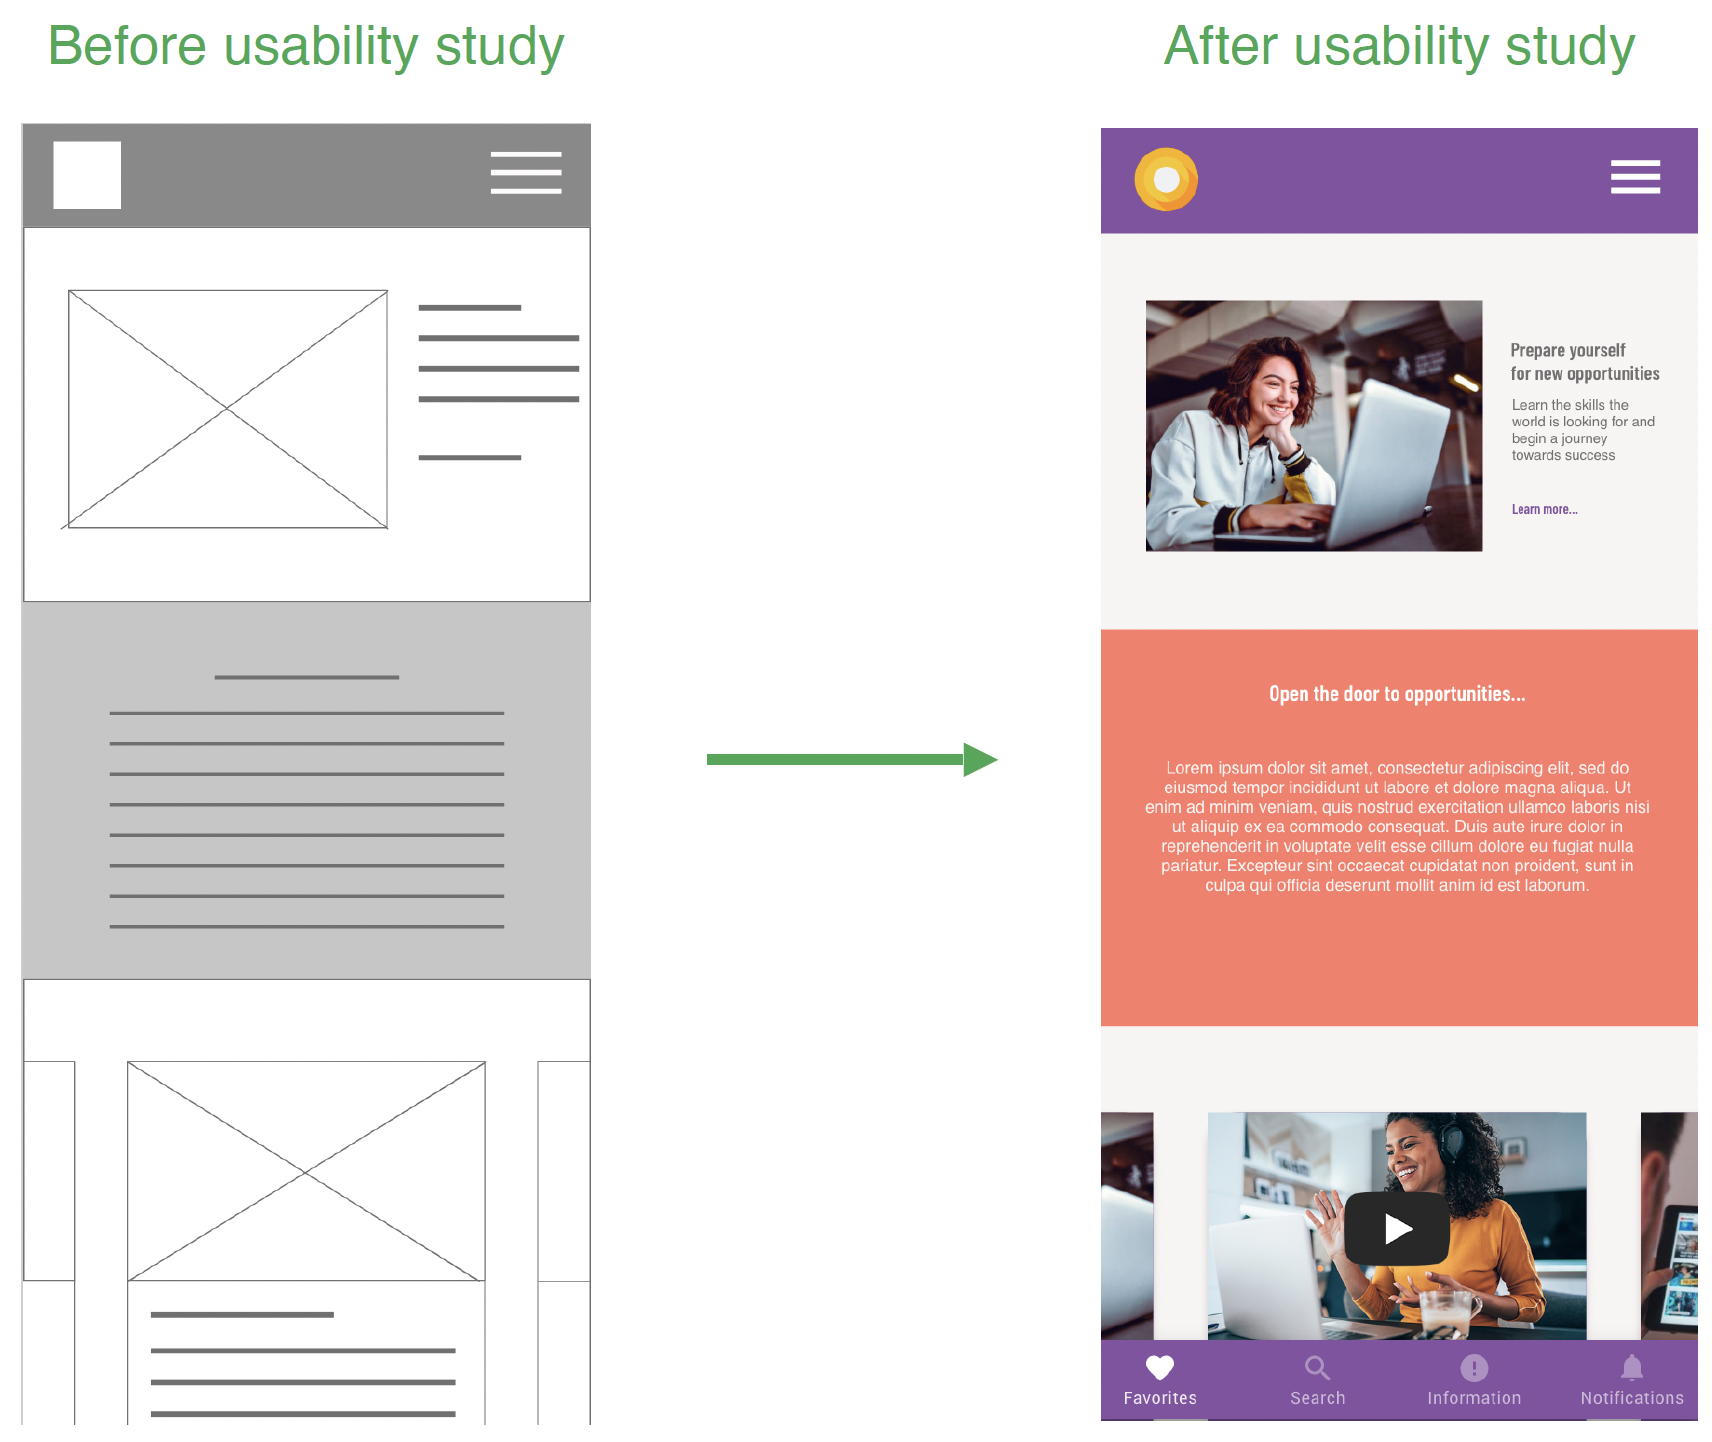 Before usability study
After usability study
Prepare yourself
for new opportunities
Learn the skills the
world is looking for and
begin a journey
towards success
Learn more...
Open the door to opportunities...
Lorem ipsum dolor sit amet, consectetur adipiscing elit, sed do
eiusmod tempor incididunt ut labore et dolore magna aliqua. Ut
enim ad minim veniam, quis nostrud exercitation ullamco laboris nisi
ut aliquip ex ea commodo consequat. Duis aute irure dolor in
reprehenderit in voluptate velit esse cillum dolore eu fugiat nulla
pariatur. Excepteur sint occaecat cupidatat non proident, sunt in
culpa qui officia deserunt mollit anim id est laborum.
Favorites
Search
Information
Notifications